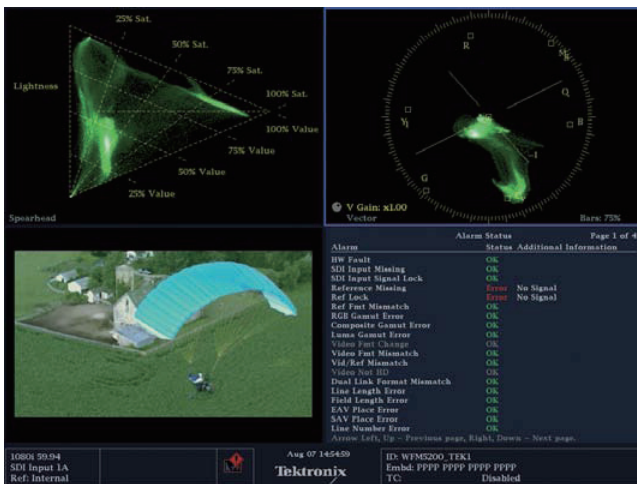 25% Sat.
50% Sat.
75% Sat.
100% Sat.
Lightness
100% Value
75% Value
50% Value
25% Value
Spearhead
R
Q
B
YI
G
-I
V Gain: x1.00
Vector
Bars: 75%
Alarm Status Page 1 of 4
Alarm Status Additional Information
HW Fault OK
SDI Input Missing OK
SDI Input Signal Lock OK
Reference Missing Error No Signal
Ref Lock Error No Signal
Ref Fmt Mismatch OK
RGB Gamut Error OK
Composite Gamut Error OK
Luma Gamut Error OK
Video Fmt Change OK
Video Fmt Mismatch OK
Vid/Ref Mismatch OK
Video Not HD OK
Dual Link Format Mismatch OK
Line Length Error OK
Field Length Error OK
EAV Place Error OK
SAV Place Error OK
Line Number Error OK
Arrow Left, Up - Previous page, Right, Down - Next page.
1080i 59.94
SDI Input 1A
Ref: Internal
Aug 07 14:54:59
Tektronix
ID: WFM5200_TEK1
Embd: PPPP PPPP PPPP PPPP
TC: Disabled